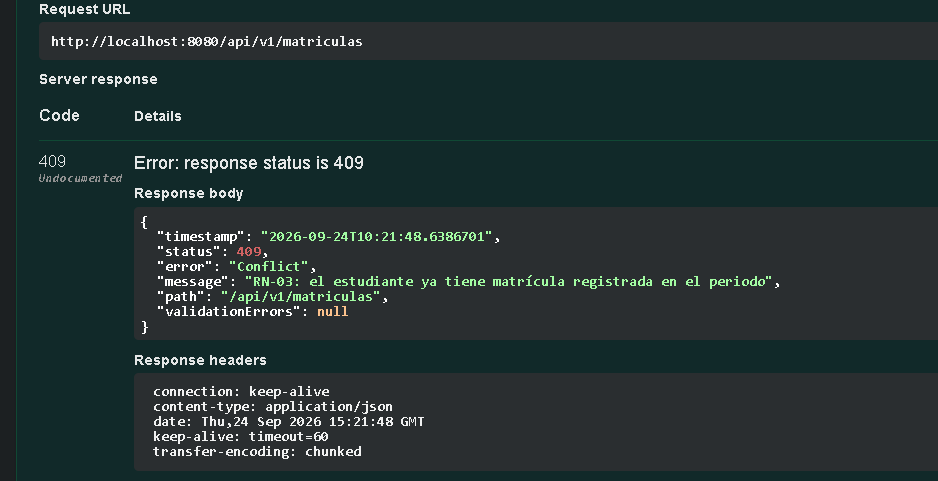 Request URL
http://localhost:8080/api/v1/matriculas
Server response
Code Details
409 Error: response status is 409
Undocumented
Response body
{
"timestamp": "2026-09-24T10:21:48.6386701",
"status": 409,
"error": "Conflict",
"message": "RN-03: el estudiante ya tiene matrícula registrada en el periodo",
"path": "/api/v1/matriculas",
"validationErrors": null
}
Response headers
connection: keep-alive
content-type: application/json
date: Thu,24 Sep 2026 15:21:48 GMT
keep-alive: timeout=60
transfer-encoding: chunked